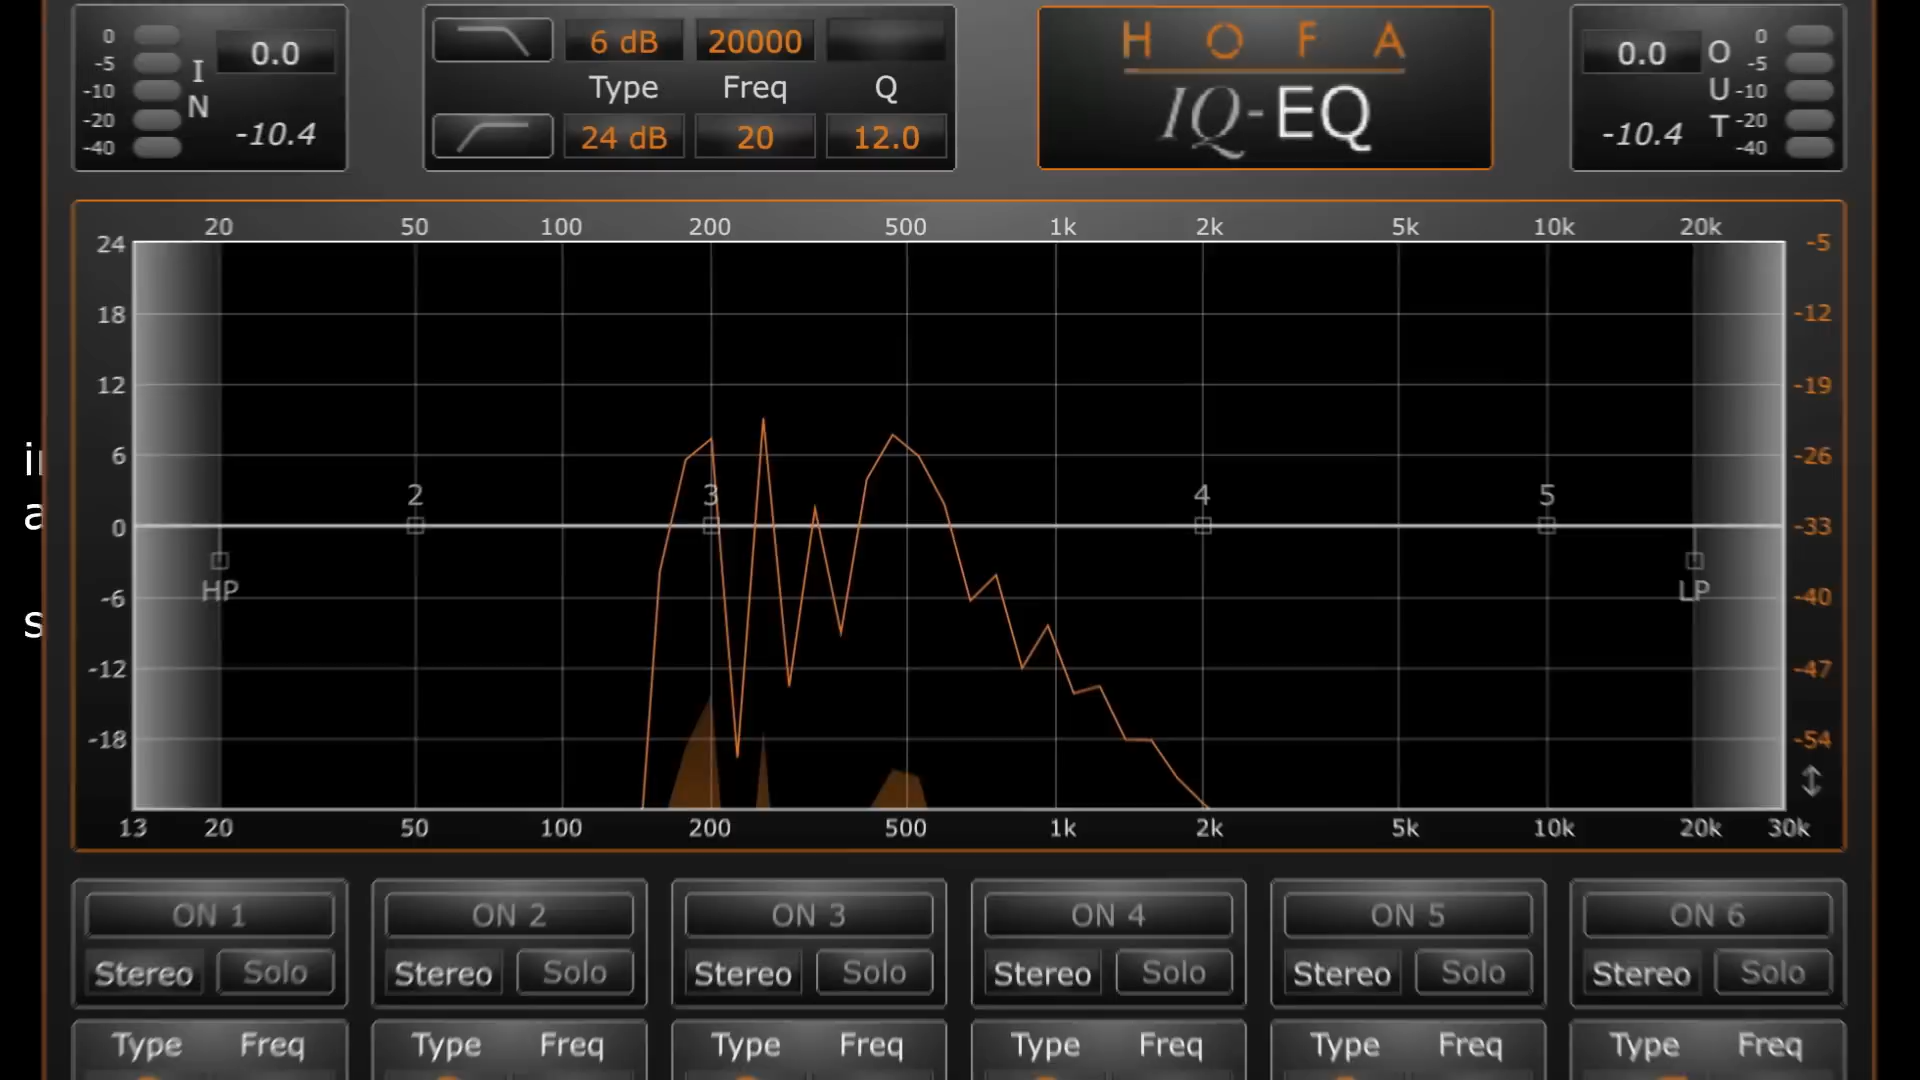 0 -5 -10 -20 -40 IN 0.0 -10.4
6 dB 20000
Type Freq Q
24 dB 20 12.0
HOFA
IQ-EQ
0.0 -10.4 OUT 0 -5 -10 -20 -40
20 50 100 200 500 1k 2k 5k 10k 20k
24 -5
18 -12
12 -19
6 -26
2 3 4 5
0 -33
HP LP
-6 -40
-12 -47
-18 -54
13 20 50 100 200 500 1k 2k 5k 10k 20k 30k
ON 1 ON 2 ON 3 ON 4 ON 5 ON 6
Stereo Solo Stereo Solo Stereo Solo Stereo Solo Stereo Solo Stereo Solo
Type Freq Type Freq Type Freq Type Freq Type Freq Type Freq